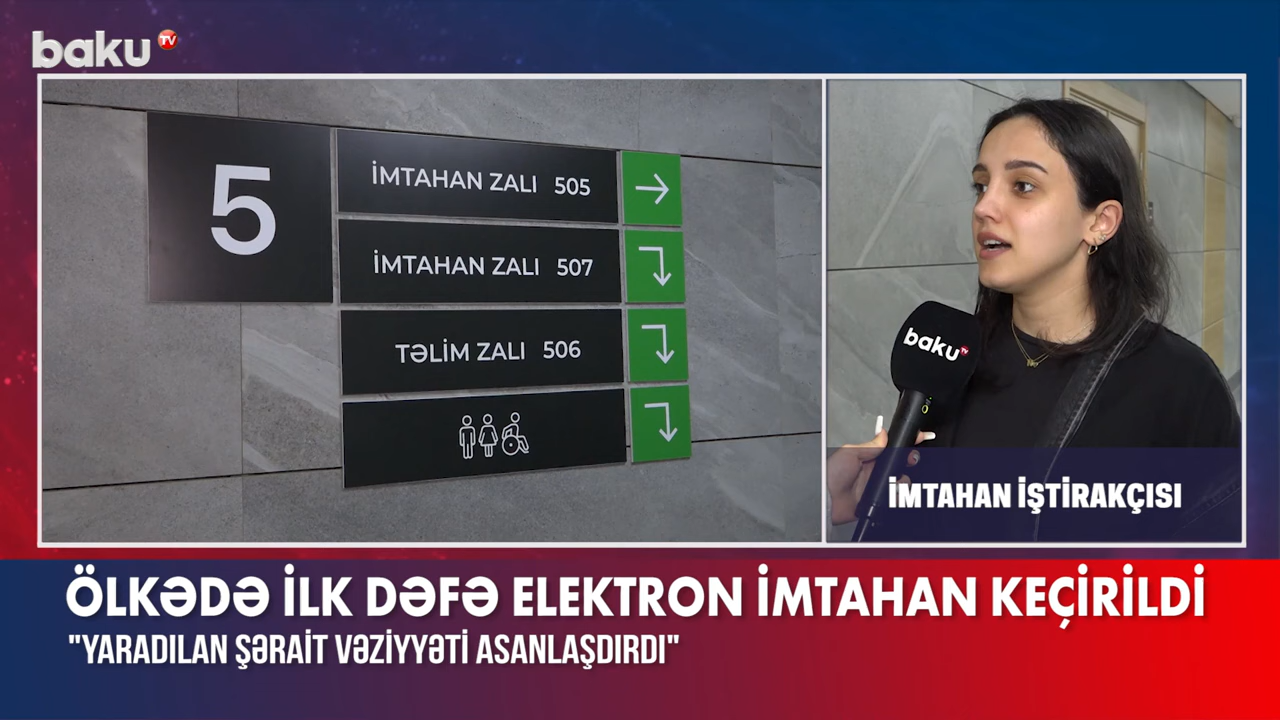 baku TV
5
İMTAHAN ZALI 505
İMTAHAN ZALI 507
TƏLİM ZALI 506
baku TV
İMTAHAN İŞTİRAKÇISI
ÖLKƏDƏ İLK DƏFƏ ELEKTRON İMTAHAN KEÇİRİLDİ
"YARADILAN ŞƏRAİT VƏZİYYƏTİ ASANLAŞDIRDI"